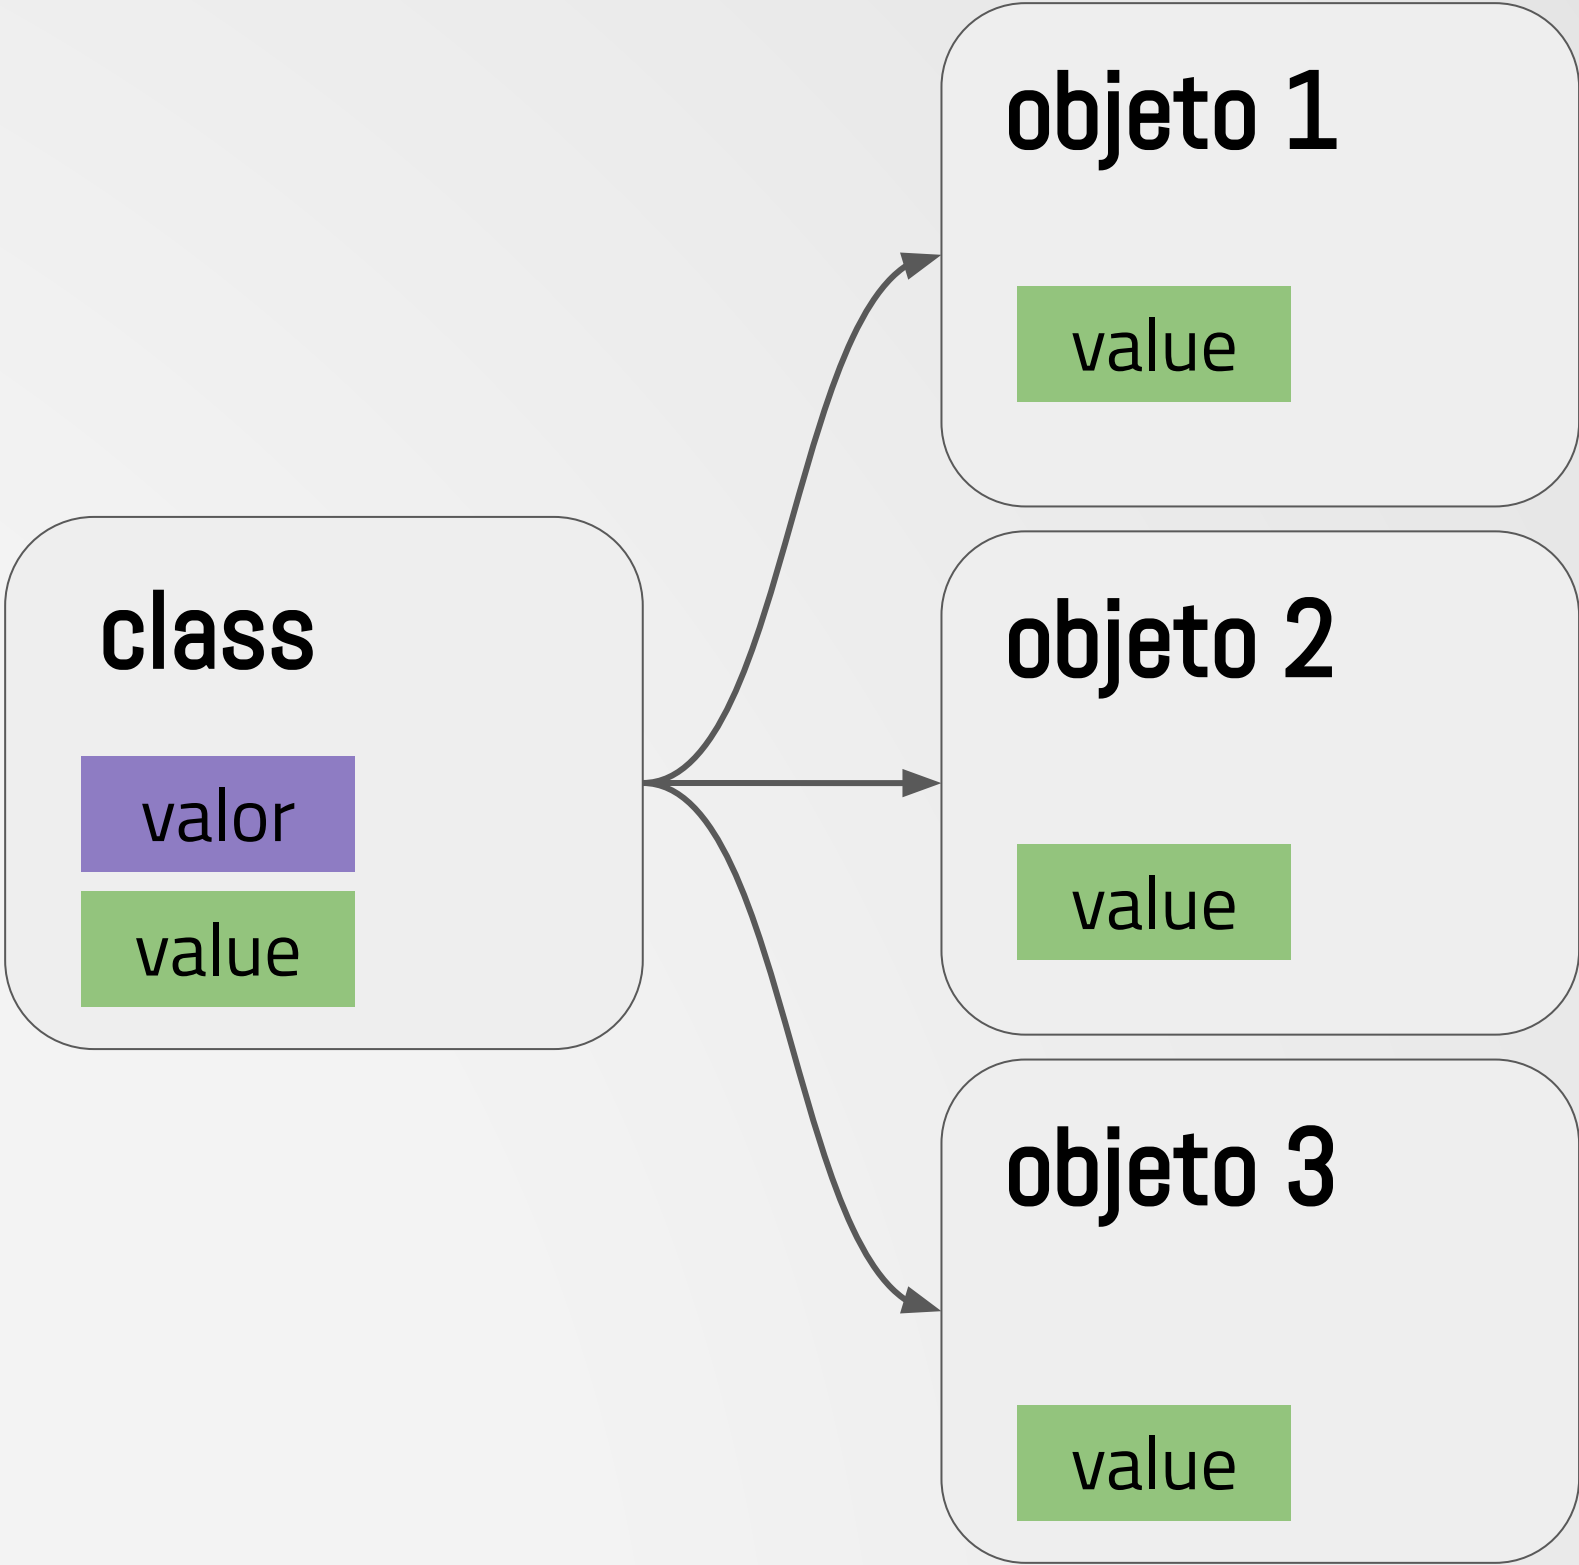 class
valor
value
objeto 1
value
objeto 2
value
objeto 3
value